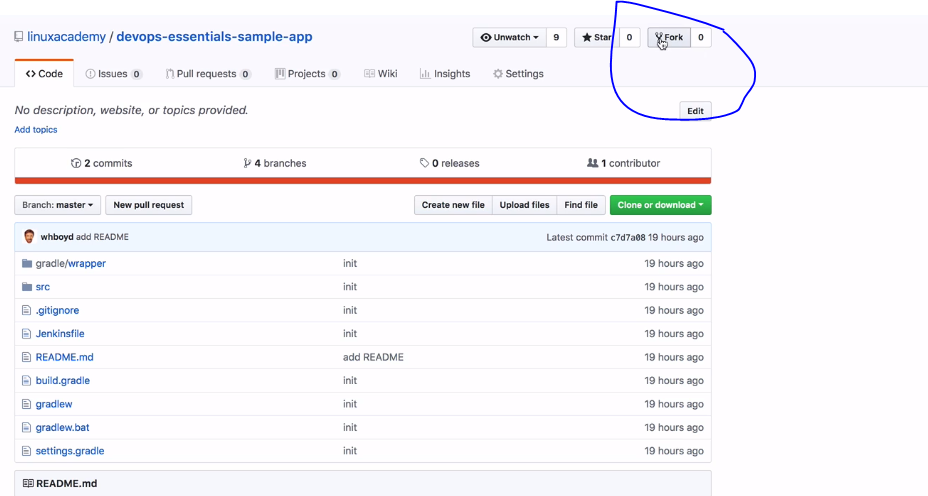 linuxacademy / devops-essentials-sample-app Unwatch 9 Star 0 Fork 0
Code Issues 0 Pull requests 0 Projects 0 Wiki Insights Settings
No description, website, or topics provided. Edit
Add topics
2 commits 4 branches 0 releases 1 contributor
Branch: master New pull request Create new file Upload files Find file Clone or download
whboyd add README Latest commit c7d7a08 19 hours ago
gradle/wrapper init 19 hours ago
src init 19 hours ago
.gitignore init 19 hours ago
Jenkinsfile init 19 hours ago
README.md add README 19 hours ago
build.gradle init 19 hours ago
gradlew init 19 hours ago
gradlew.bat init 19 hours ago
settings.gradle init 19 hours ago
README.md